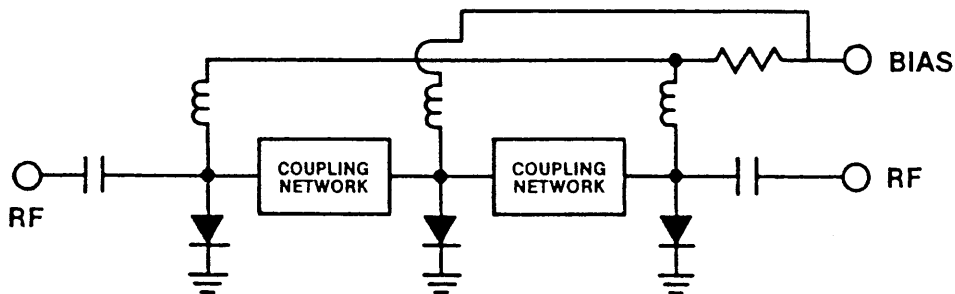 BIAS
COUPLING
NETWORK
COUPLING
NETWORK
RF
RF